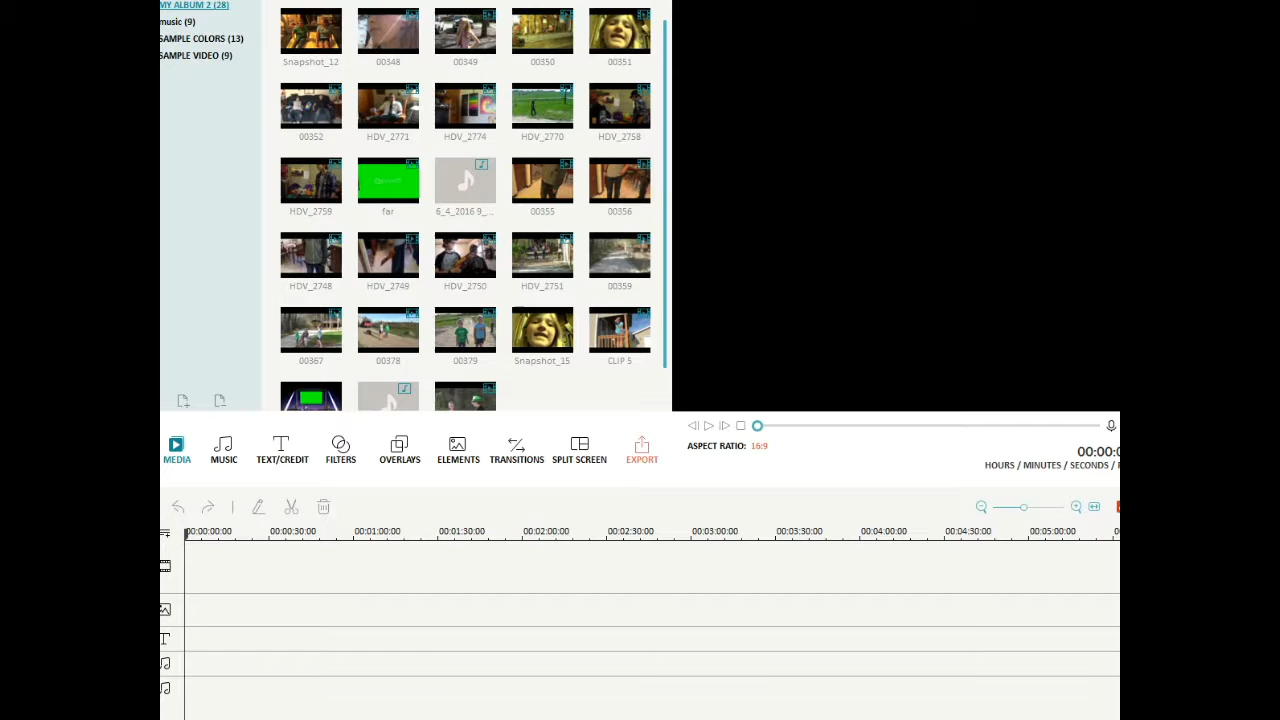 MY ALBUM 2 (28)
music (9)
SAMPLE COLORS (13)
SAMPLE VIDEO (9)
Snapshot_12 00348 00349 00350 00351
00352 HDV_2771 HDV_2774 HDV_2770 HDV_2758
HDV_2759 far 6_4_2016 9_... 00355 00356
HDV_2748 HDV_2749 HDV_2750 HDV_2751 00359
00367 00378 00379 Snapshot_15 CLIP 5
MEDIA MUSIC TEXT/CREDIT FILTERS OVERLAYS ELEMENTS TRANSITIONS SPLIT SCREEN EXPORT
ASPECT RATIO: 16:9
00:00:0
HOURS / MINUTES / SECONDS /
00:00:00:00 00:00:30:00 00:01:00:00 00:01:30:00 00:02:00:00 00:02:30:00 00:03:00:00 00:03:30:00 00:04:00:00 00:04:30:00 00:05:00:00